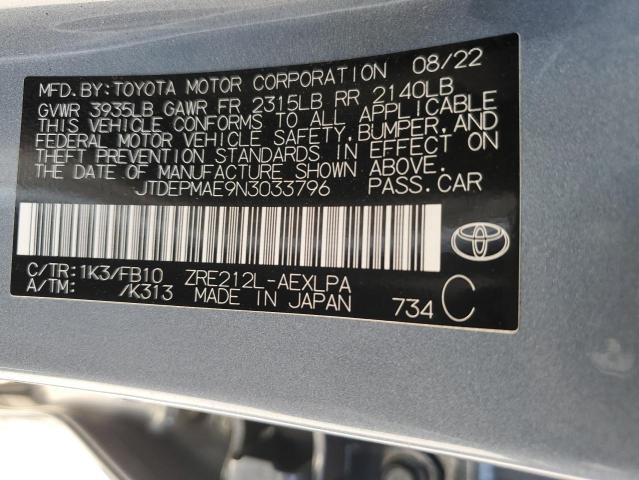 MFD. BY: TOYOTA MOTOR CORPORATION 08/22
GVWR 3935LB GAWR FR 2315LB RR 2140LB
THIS VEHICLE CONFORMS TO ALL APPLICABLE
FEDERAL MOTOR VEHICLE SAFETY, BUMPER, AND
THEFT PREVENTION STANDARDS IN EFFECT ON
THE DATE OF MANUFACTURE SHOWN ABOVE.
JTDEPMAE9N3033796 PASS. CAR
C/TR: 1K3/FB10 ZRE212L-AEXLPA
A/TM: /K313 MADE IN JAPAN 734 C